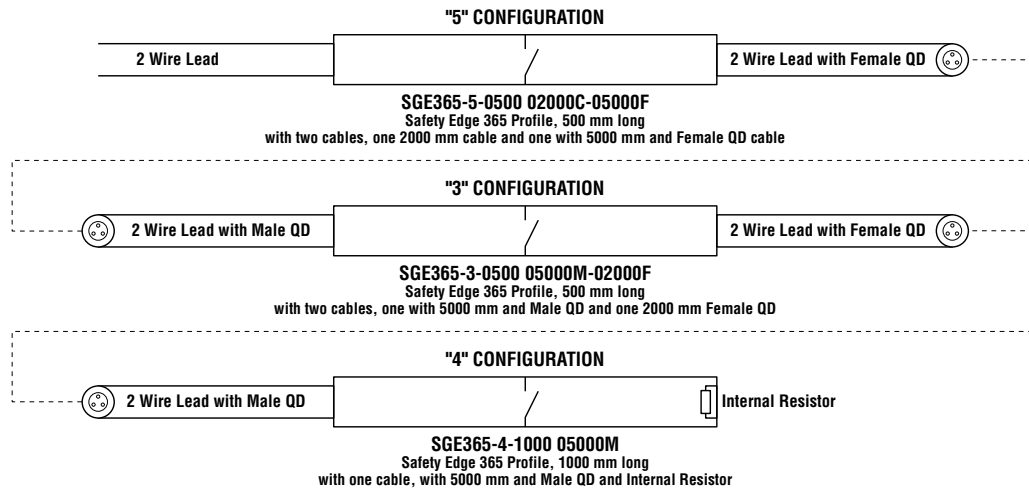 "5" CONFIGURATION
2 Wire Lead
2 Wire Lead with Female QD
SGE365-5-0500 02000C-05000F
Safety Edge 365 Profile, 500 mm long
with two cables, one 2000 mm cable and one with 5000 mm and Female QD cable
"3" CONFIGURATION
2 Wire Lead with Male QD
2 Wire Lead with Female QD
SGE365-3-0500 05000M-02000F
Safety Edge 365 Profile, 500 mm long
with two cables, one with 5000 mm and Male QD and one 2000 mm Female QD
"4" CONFIGURATION
2 Wire Lead with Male QD
Internal Resistor
SGE365-4-1000 05000M
Safety Edge 365 Profile, 1000 mm long
with one cable, with 5000 mm and Male QD and Internal Resistor